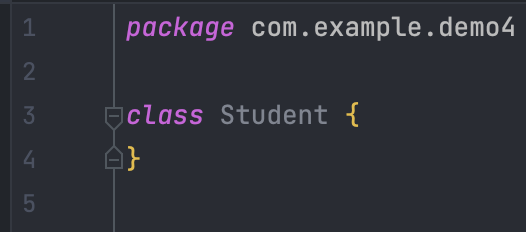 1 package com.example.demo4
2
3 class Student {
4 }
5